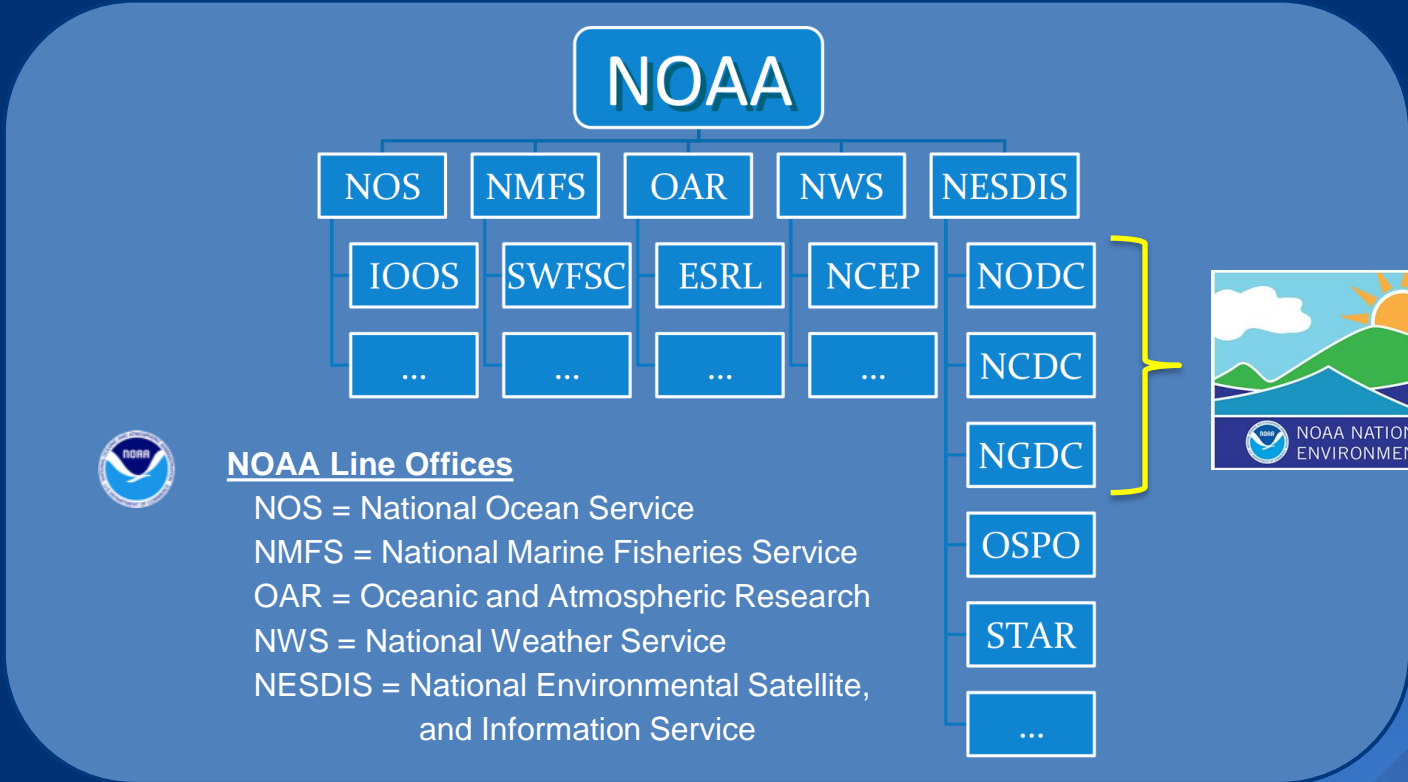 NOAA
NOS NMFS OAR NWS NESDIS
IOOS SWFSC ESRL NCEP NODC
... ... ... ... NCDC
NGDC
OSPO
STAR
...
NOAA NATION
ENVIRONMEN
NOAA
NOAA
NOAA Line Offices
NOS = National Ocean Service
NMFS = National Marine Fisheries Service
OAR = Oceanic and Atmospheric Research
NWS = National Weather Service
NESDIS = National Environmental Satellite,
and Information Service